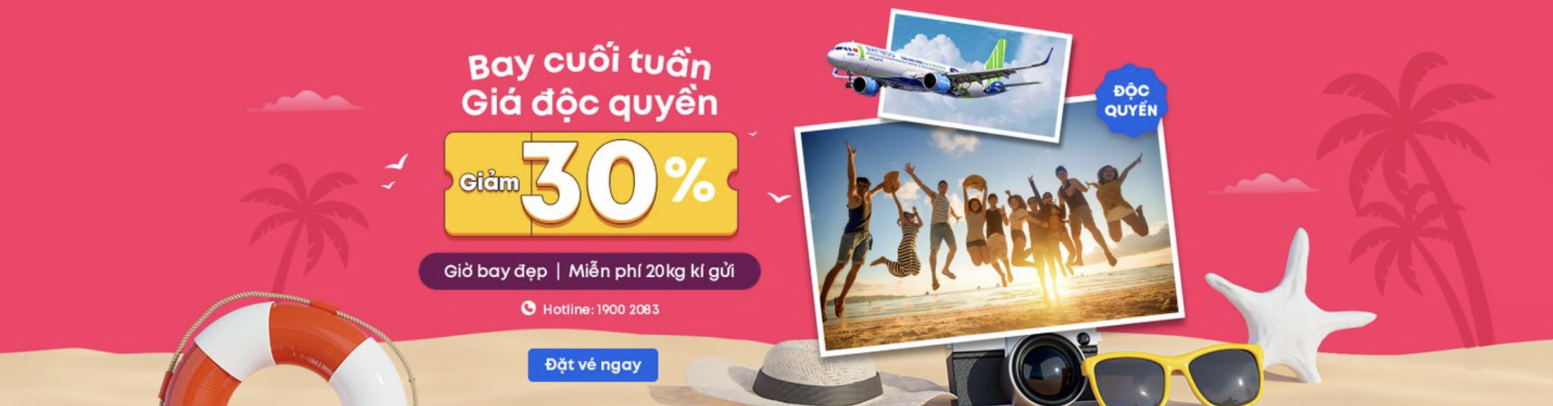 Bay cuối tuần
Giá độc quyền
Giảm 30%
Giờ bay đẹp | Miễn phí 20kg kí gửi
Hotline: 1900 2083
Đặt vé ngay
ĐỘC
QUYỀN